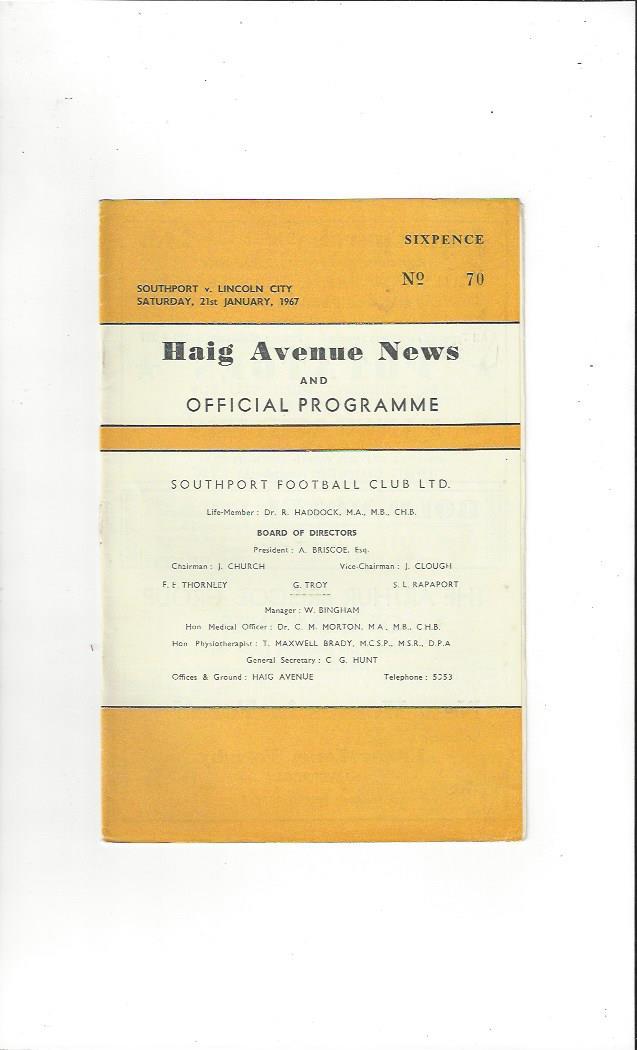 SIXPENCE
Nº 70
SOUTHPORT v. LINCOLN CITY
SATURDAY, 21st JANUARY, 1967
Haig Avenue News
AND
OFFICIAL PROGRAMME
SOUTHPORT FOOTBALL CLUB LTD.
Life-Member : Dr. R. HADDOCK, M.A., M.B., CH.B.
BOARD OF DIRECTORS
President : A. BRISCOE, Esq.
Chairman : J. CHURCH Vice-Chairman : J. CLOUGH
F. E. THORNLEY G. TROY S. L. RAPAPORT
Manager : W. BINGHAM
Hon Medical Officer : Dr. C. M. MORTON, M A., M.B., C H.B.
Hon Physiotherapist : T. MAXWELL BRADY, M.C.S.P., M.S.R., D.P.A
General Secretary : C G. HUNT
Offices & Ground : HAIG AVENUE Telephone : 5353